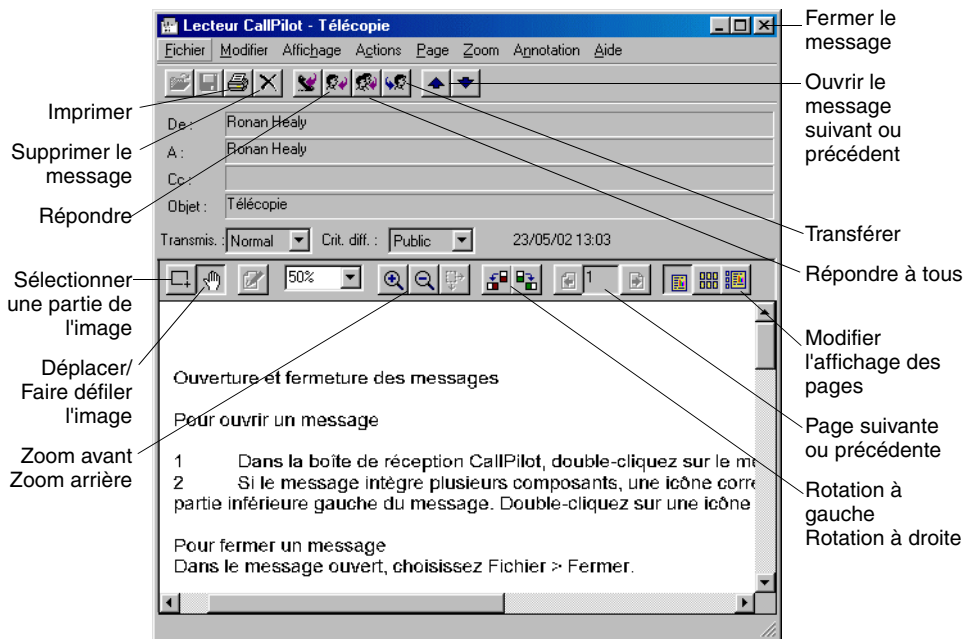 Lecteur CallPilot - Télécopie
Fichier Modifier Affichage Actions Page Zoom Annotation Aide
Fermer le
message
Ouvrir le
message
suivant ou
précédent
Imprimer
Supprimer le
message
Répondre
De : Ronan Healy
A : Ronan Healy
Cc :
Objet : Télécopie
Transmis. : Normal Crit. diff. : Public 23/05/02 13:03
Transférer
Répondre à tous
50% 1
Sélectionner
une partie de
l'image
Déplacer/
Faire défiler
l'image
Zoom avant
Zoom arrière
Modifier
l'affichage des
pages
Page suivante
ou précédente
Rotation à
gauche
Rotation à droite
Ouverture et fermeture des messages
Pour ouvrir un message
1 Dans la boîte de réception CallPilot, double-cliquez sur le
2 Si le message intègre plusieurs composants, une icône
partie inférieure gauche du message. Double-cliquez sur une icône
Pour fermer un message
Dans le message ouvert, choisissez Fichier > Fermer.